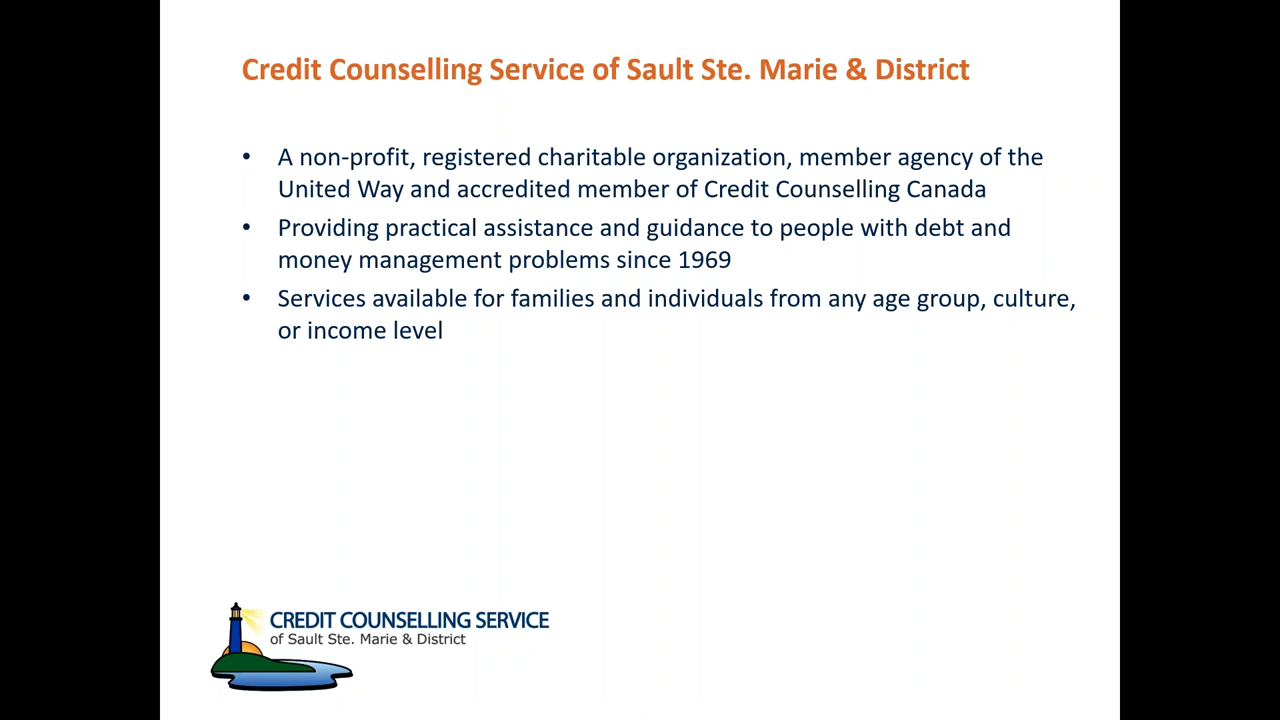 Credit Counselling Service of Sault Ste. Marie & District
• A non-profit, registered charitable organization, member agency of the
United Way and accredited member of Credit Counselling Canada
• Providing practical assistance and guidance to people with debt and
money management problems since 1969
• Services available for families and individuals from any age group, culture,
or income level
CREDIT COUNSELLING SERVICE
of Sault Ste. Marie & District